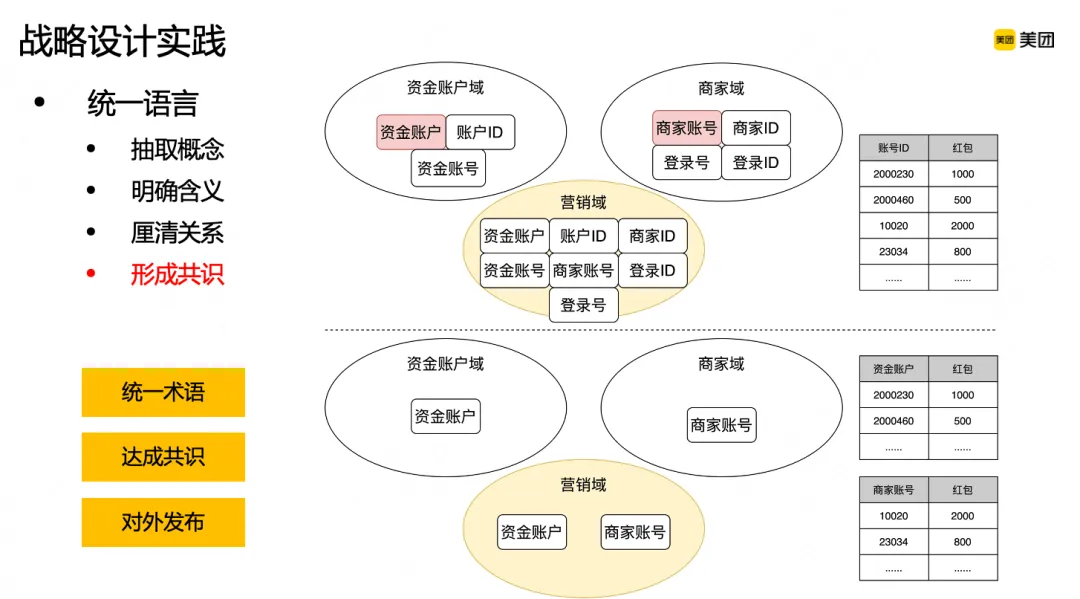 战略设计实践
美团 美团
统一语言
抽取概念
明确含义
厘清关系
形成共识
统一术语
达成共识
对外发布
资金账户域
资金账户 账户ID
资金账号
商家域
商家账号 商家ID
登录号 登录ID
营销域
资金账户 账户ID 商家ID
资金账号 商家账号 登录ID
登录号
账号ID 红包
2000230 1000
2000460 500
10020 2000
23034 800
...... ......
资金账户域
资金账户
商家域
商家账号
营销域
资金账户 商家账号
资金账户 红包
2000230 1000
2000460 500
...... ......
商家账号 红包
10020 2000
23034 800
...... ......